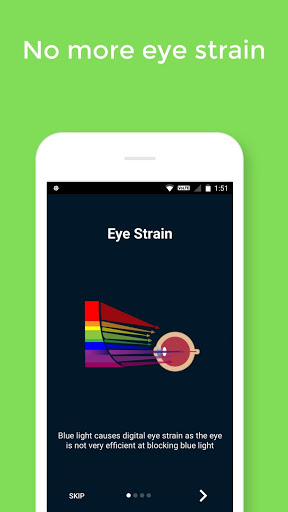 No more eye strain
VoLTE 1:51
Eye Strain
Blue light causes digital eye strain as the eye
is not very efficient at blocking blue light
SKIP